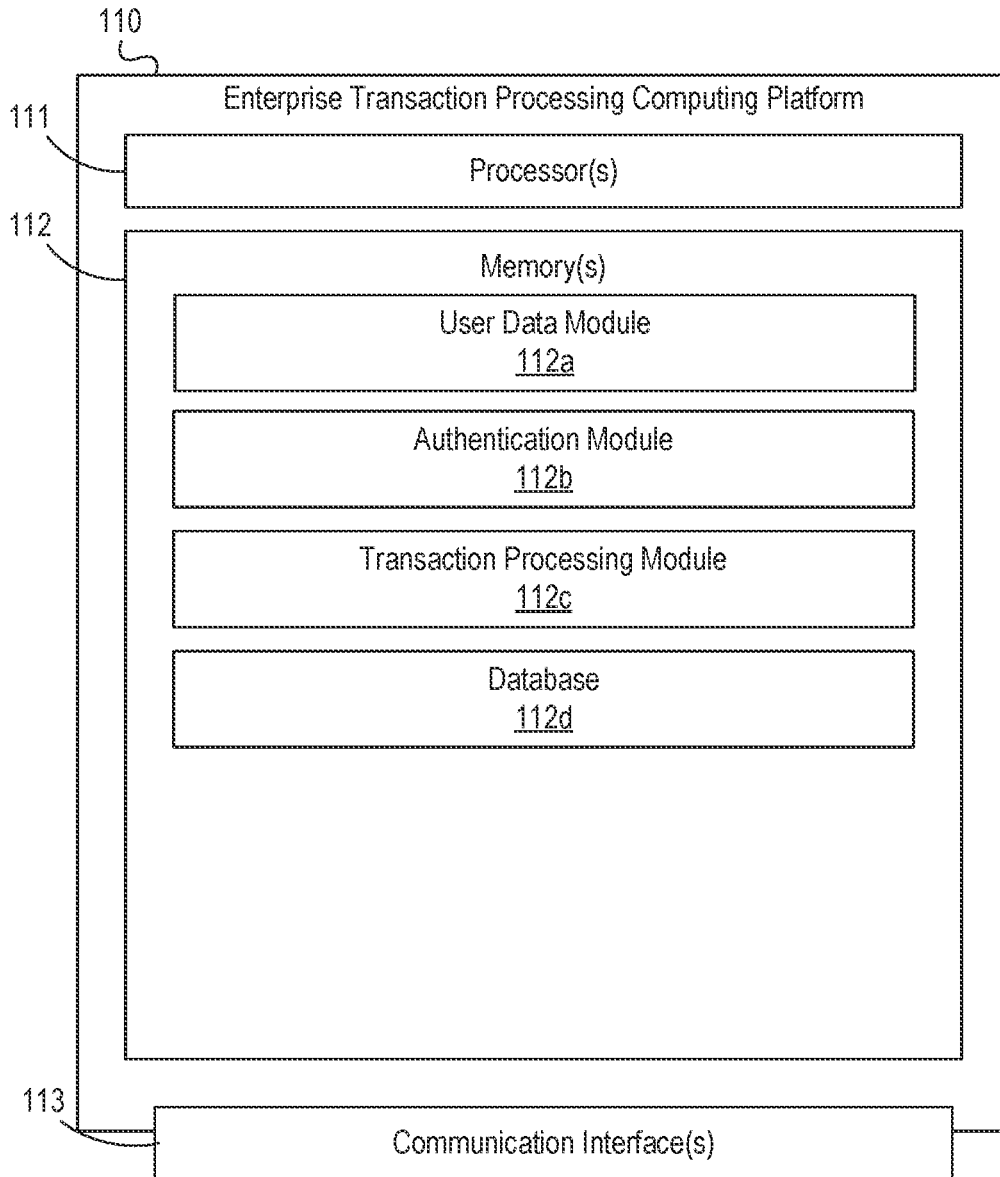 110
Enterprise Transaction Processing Computing Platform
111
Processor(s)
112
Memory(s)
User Data Module
112a
Authentication Module
112b
Transaction Processing Module
112c
Database
112d
113
Communication Interface(s)